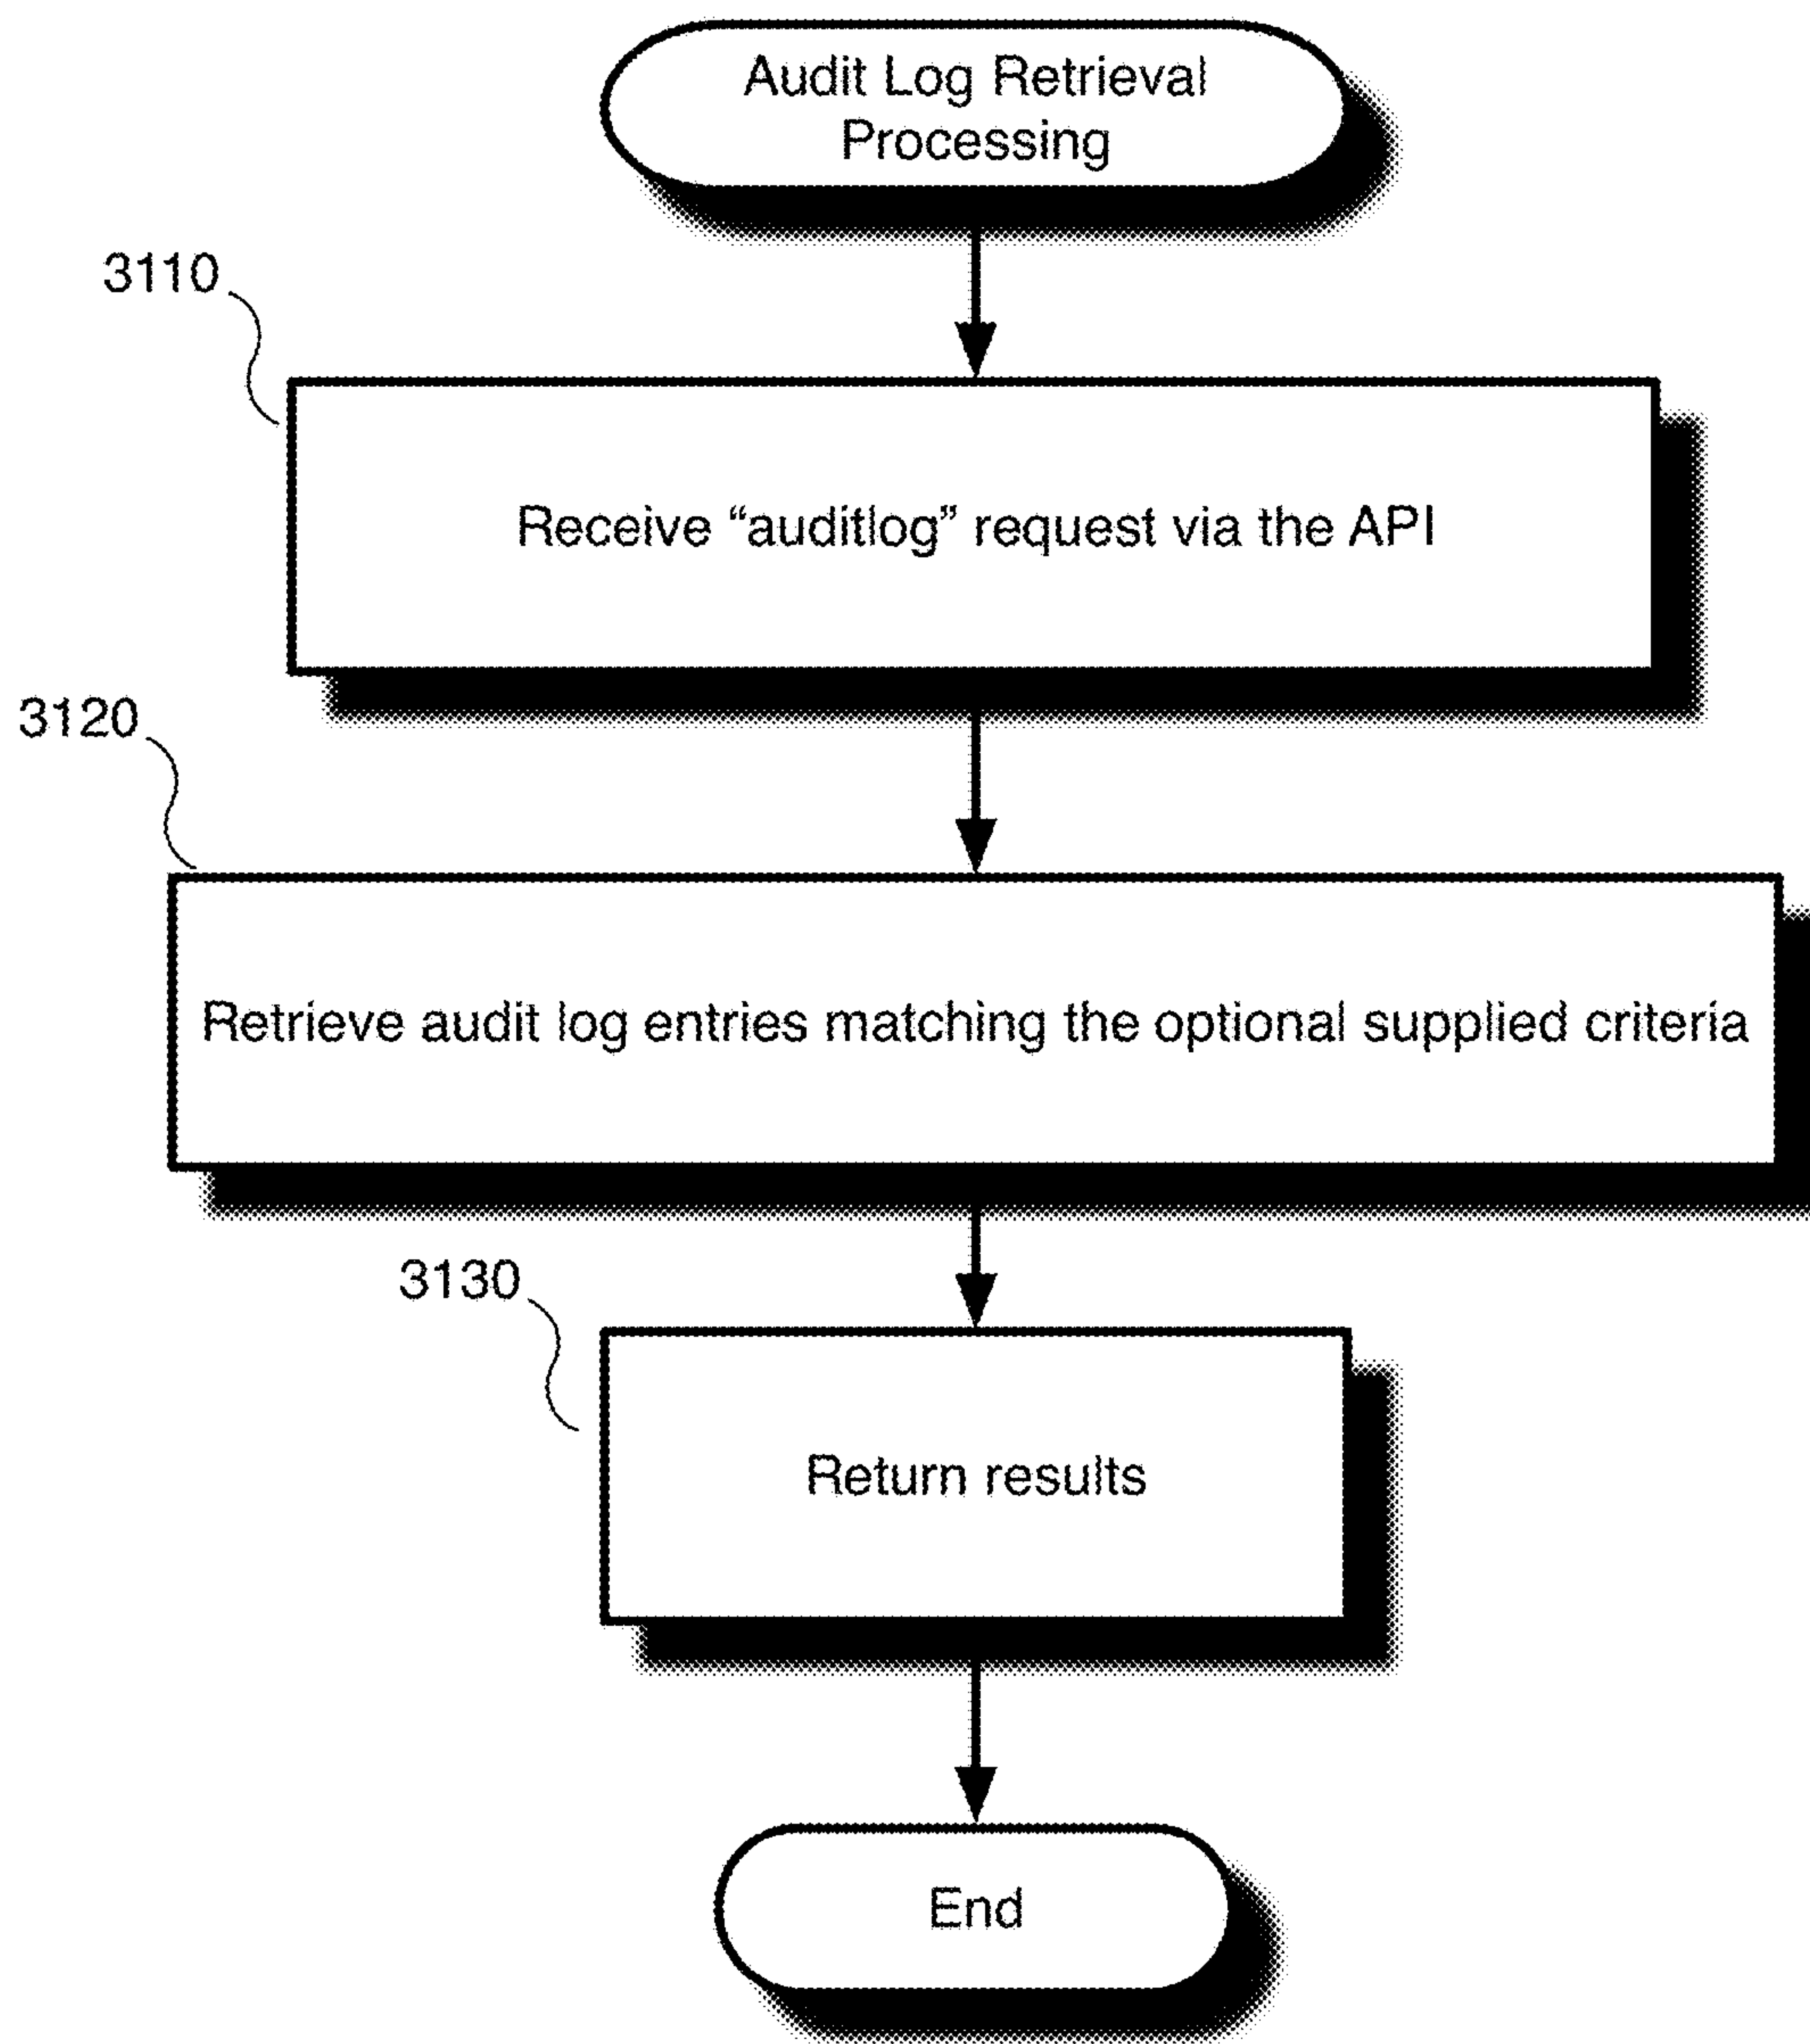 Audit Log Retrieval
Processing
3110
Receive “auditlog” request via the API
3120
Retrieve audit log entries matching the optional supplied criteria
3130
Return results
End